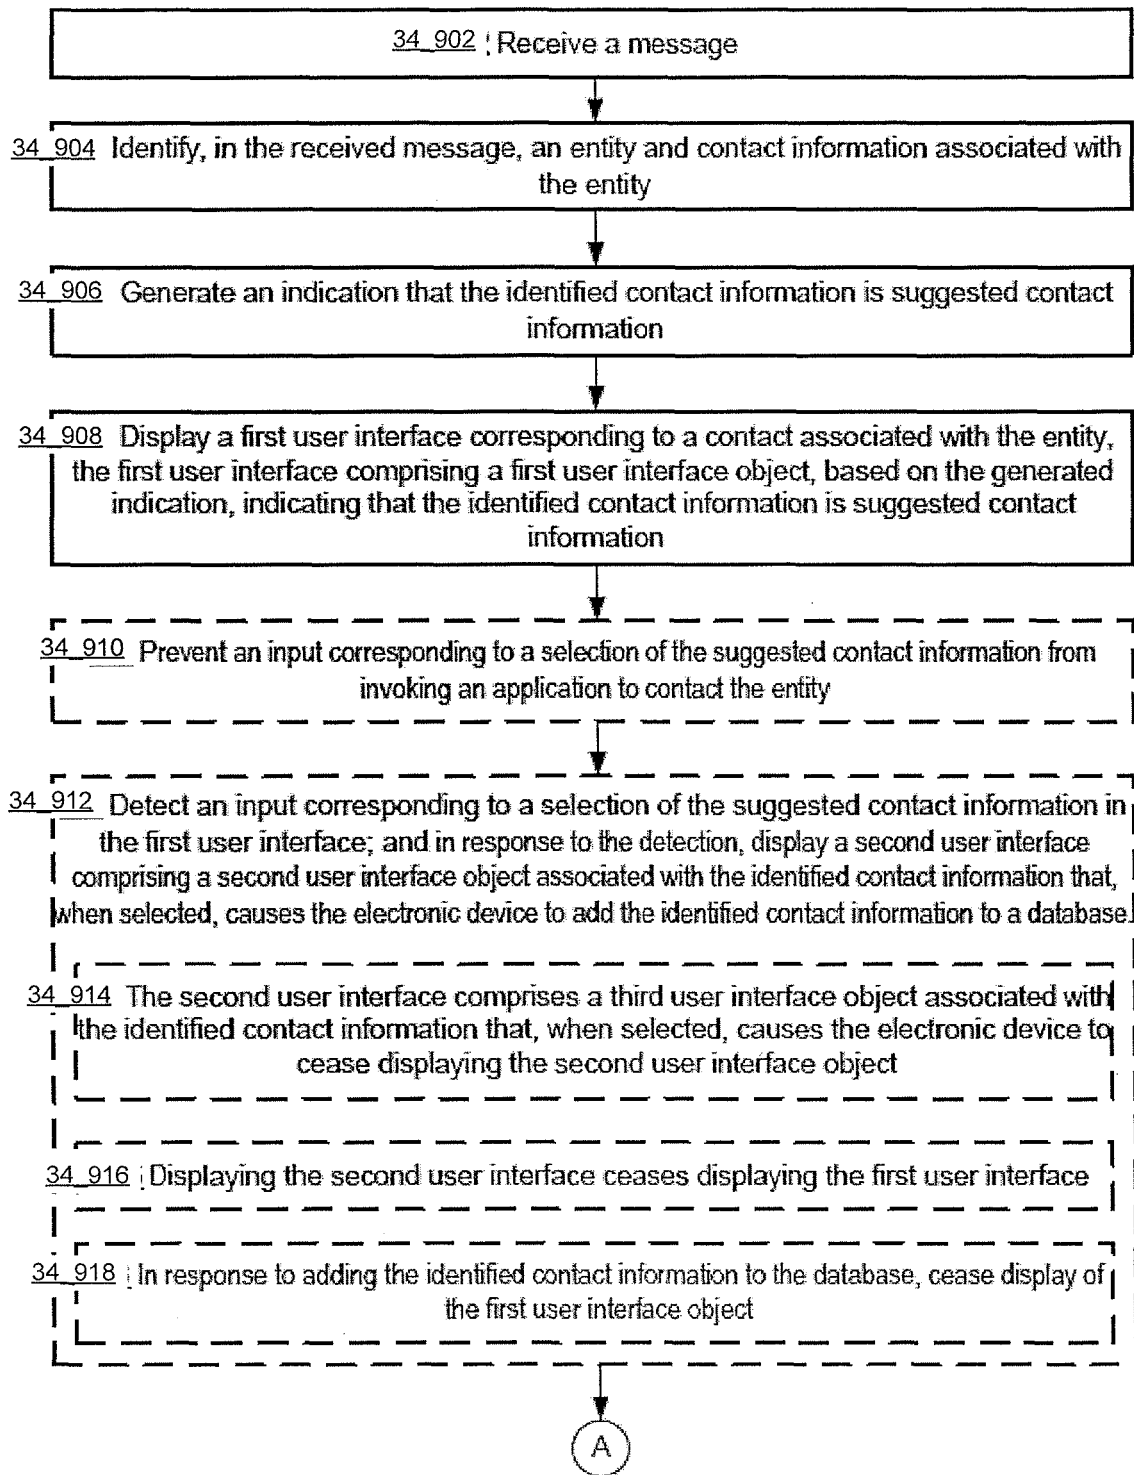 34_902 Receive a message
34_904 Identify, in the received message, an entity and contact information associated with
the entity
34_906 Generate an indication that the identified contact information is suggested contact
information
34_908 Display a first user interface corresponding to a contact associated with the entity,
the first user interface comprising a first user interface object, based on the generated
indication, indicating that the identified contact information is suggested contact
information
34_910 Prevent an input corresponding to a selection of the suggested contact information from
invoking an application to contact the entity
34_912 Detect an input corresponding to a selection of the suggested contact information in
the first user interface; and in response to the detection, display a second user interface
comprising a second user interface object associated with the identified contact information that,
when selected, causes the electronic device to add the identified contact information to a database
34_914 The second user interface comprises a third user interface object associated with
the identified contact information that, when selected, causes the electronic device to
cease displaying the second user interface object
34_916 Displaying the second user interface ceases displaying the first user interface
34_918 In response to adding the identified contact information to the database, cease display of
the first user interface object
A